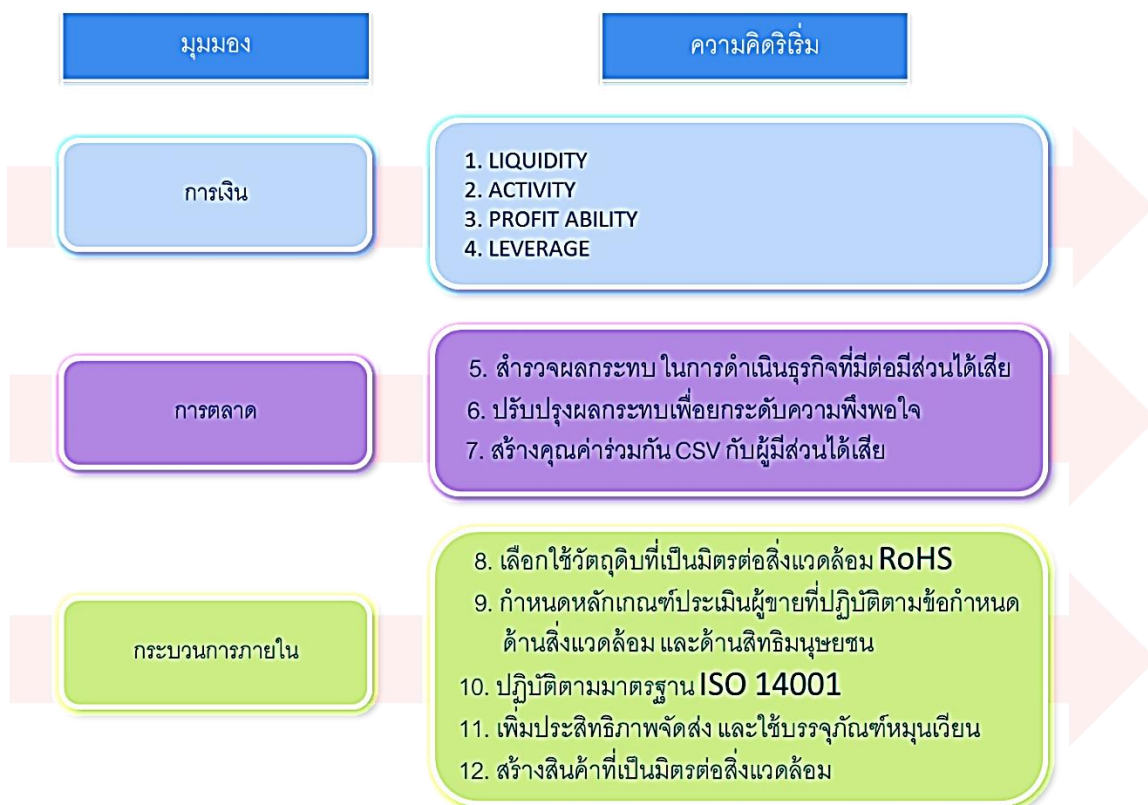 มุมมอง
ความคิดริเริ่ม
การเงิน
1. LIQUIDITY
2. ACTIVITY
3. PROFIT ABILITY
4. LEVERAGE
การตลาด
5. สำรวจผลกระทบ ในการดำเนินธุรกิจที่มีต่อมีส่วนได้เสีย
6. ปรับปรุงผลกระทบเพื่อยกระดับความพึงพอใจ
7. สร้างคุณค่าร่วมกัน CSV กับผู้มีส่วนได้เสีย
กระบวนการภายใน
8. เลือกใช้วัตถุดิบที่เป็นมิตรต่อสิ่งแวดล้อม RoHS
9. กำหนดหลักเกณฑ์ประเมินผู้ขายที่ปฏิบัติตามข้อกำหนด
ด้านสิ่งแวดล้อม และด้านสิทธิมนุษยชน
10. ปฏิบัติตามมาตรฐาน ISO 14001
11. เพิ่มประสิทธิภาพจัดส่ง และใช้บรรจุภัณฑ์หมุนเวียน
12. สร้างสินค้าที่เป็นมิตรต่อสิ่งแวดล้อม